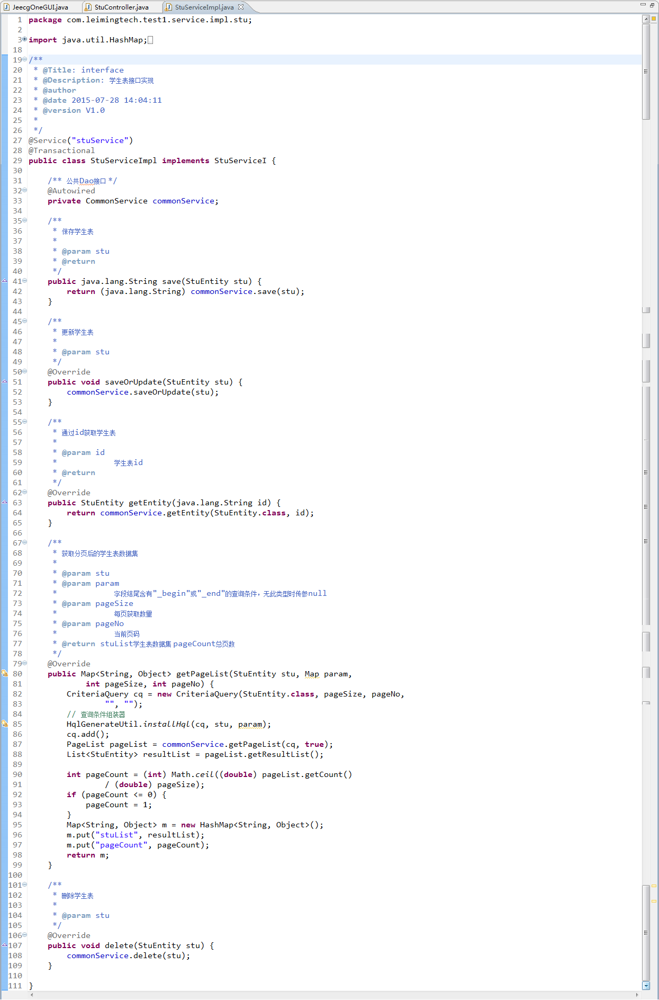 JeecgOneGUI.java StuController.java StuServiceImpl.java
1 package com.leimingtech.test1.service.impl.stu;
2
3 import java.util.HashMap;
18
19 /**
20  * @Title: interface
21  * @Description: 学生表接口实现
22  * @author
23  * @date 2015-07-28 14:04:11
24  * @version V1.0
25  *
26  */
27 @Service("stuService")
28 @Transactional
29 public class StuServiceImpl implements StuServiceI {
30
31     /** 公共Dao接口 */
32     @Autowired
33     private CommonService commonService;
34
35     /**
36      * 保存学生表
37      *
38      * @param stu
39      * @return
40      */
41     public java.lang.String save(StuEntity stu) {
42         return (java.lang.String) commonService.save(stu);
43     }
44
45     /**
46      * 更新学生表
47      *
48      * @param stu
49      */
50     @Override
51     public void saveOrUpdate(StuEntity stu) {
52         commonService.saveOrUpdate(stu);
53     }
54
55     /**
56      * 通过id获取学生表
57      *
58      * @param id
59      *            学生表id
60      * @return
61      */
62     @Override
63     public StuEntity getEntity(java.lang.String id) {
64         return commonService.getEntity(StuEntity.class, id);
65     }
66
67     /**
68      * 获取分页后的学生表数据集
69      *
70      * @param stu
71      * @param param
72      *            字段结尾含有"_begin"或"_end"的查询条件，无此类型时传参null
73      * @param pageSize
74      *            每页获取数量
75      * @param pageNo
76      *            当前页码
77      * @return stuList学生表数据集 pageCount总页数
78      */
79     @Override
80     public Map<String, Object> getPageList(StuEntity stu, Map param,
81             int pageSize, int pageNo) {
82         CriteriaQuery cq = new CriteriaQuery(StuEntity.class, pageSize, pageNo,
83                 "", "");
84         // 查询条件组装器
85         HqlGenerateUtil.installHql(cq, stu, param);
86         cq.add();
87         PageList pageList = commonService.getPageList(cq, true);
88         List<StuEntity> resultList = pageList.getResultList();
89
90         int pageCount = (int) Math.ceil((double) pageList.getCount()
91                 / (double) pageSize);
92         if (pageCount <= 0) {
93             pageCount = 1;
94         }
95         Map<String, Object> m = new HashMap<String, Object>();
96         m.put("stuList", resultList);
97         m.put("pageCount", pageCount);
98         return m;
99     }
100
101     /**
102      * 删除学生表
103      *
104      * @param stu
105      */
106     @Override
107     public void delete(StuEntity stu) {
108         commonService.delete(stu);
109     }
110
111 }